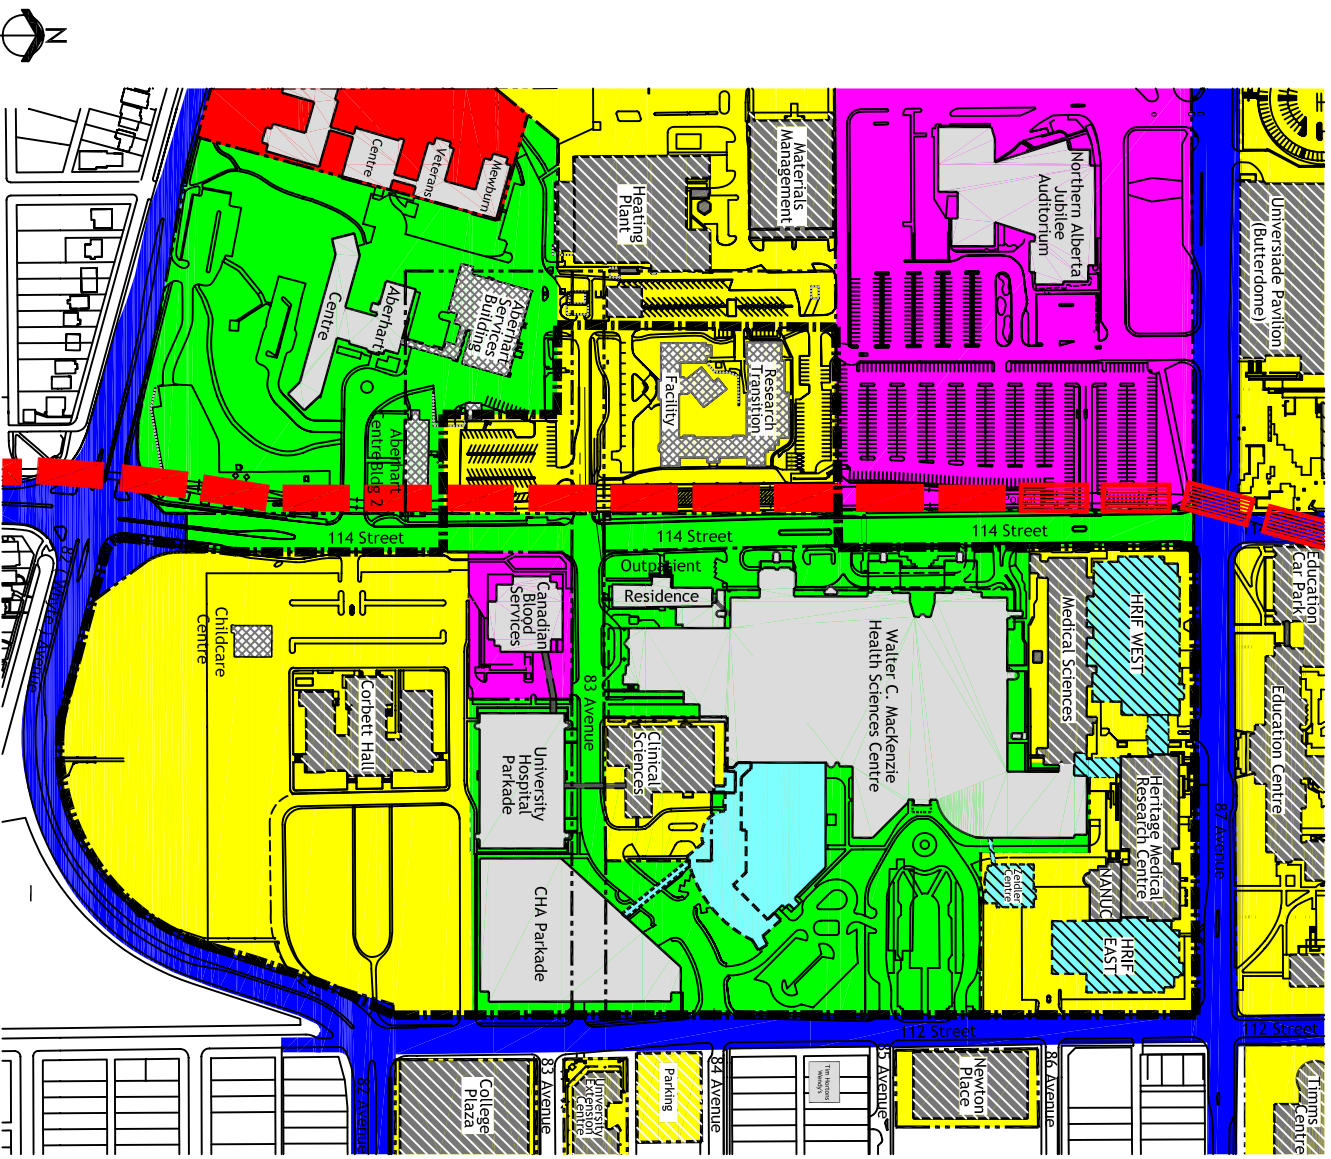 N
Centre
Veterans
Mewburn
Heating
Plant
Materials
Management
Northern Alberta
Jubilee
Auditorium
Universiade Pavilion
(Butterdome)
Centre
Aberhart
Aberhart
Services
Building
Research
Transition
Facility
Aberhart
Centre
Bldg 2
114 Street
114 Street
114 Street
Outpatient
Residence
Canadian
Blood
Services
Childcare
Centre
Corbett Hall
83 Avenue
University
Hospital
Parkade
Clinical
Sciences
Walter C. MacKenzie
Health Sciences Centre
Medical Sciences
HRIF WEST
Education
Car Park
Education Centre
Heritage Medical
Research Centre
NANUC
Zeidler
Centre
HRIF
EAST
CHA Parkade
87 Avenue
112 Street
112 Street
82 Avenue
College
Plaza
83 Avenue
University
Extension
Centre
Parking
84 Avenue
Tim Hortons
Wendy's
85 Avenue
Newton
Place
86 Avenue
Timms
Centre